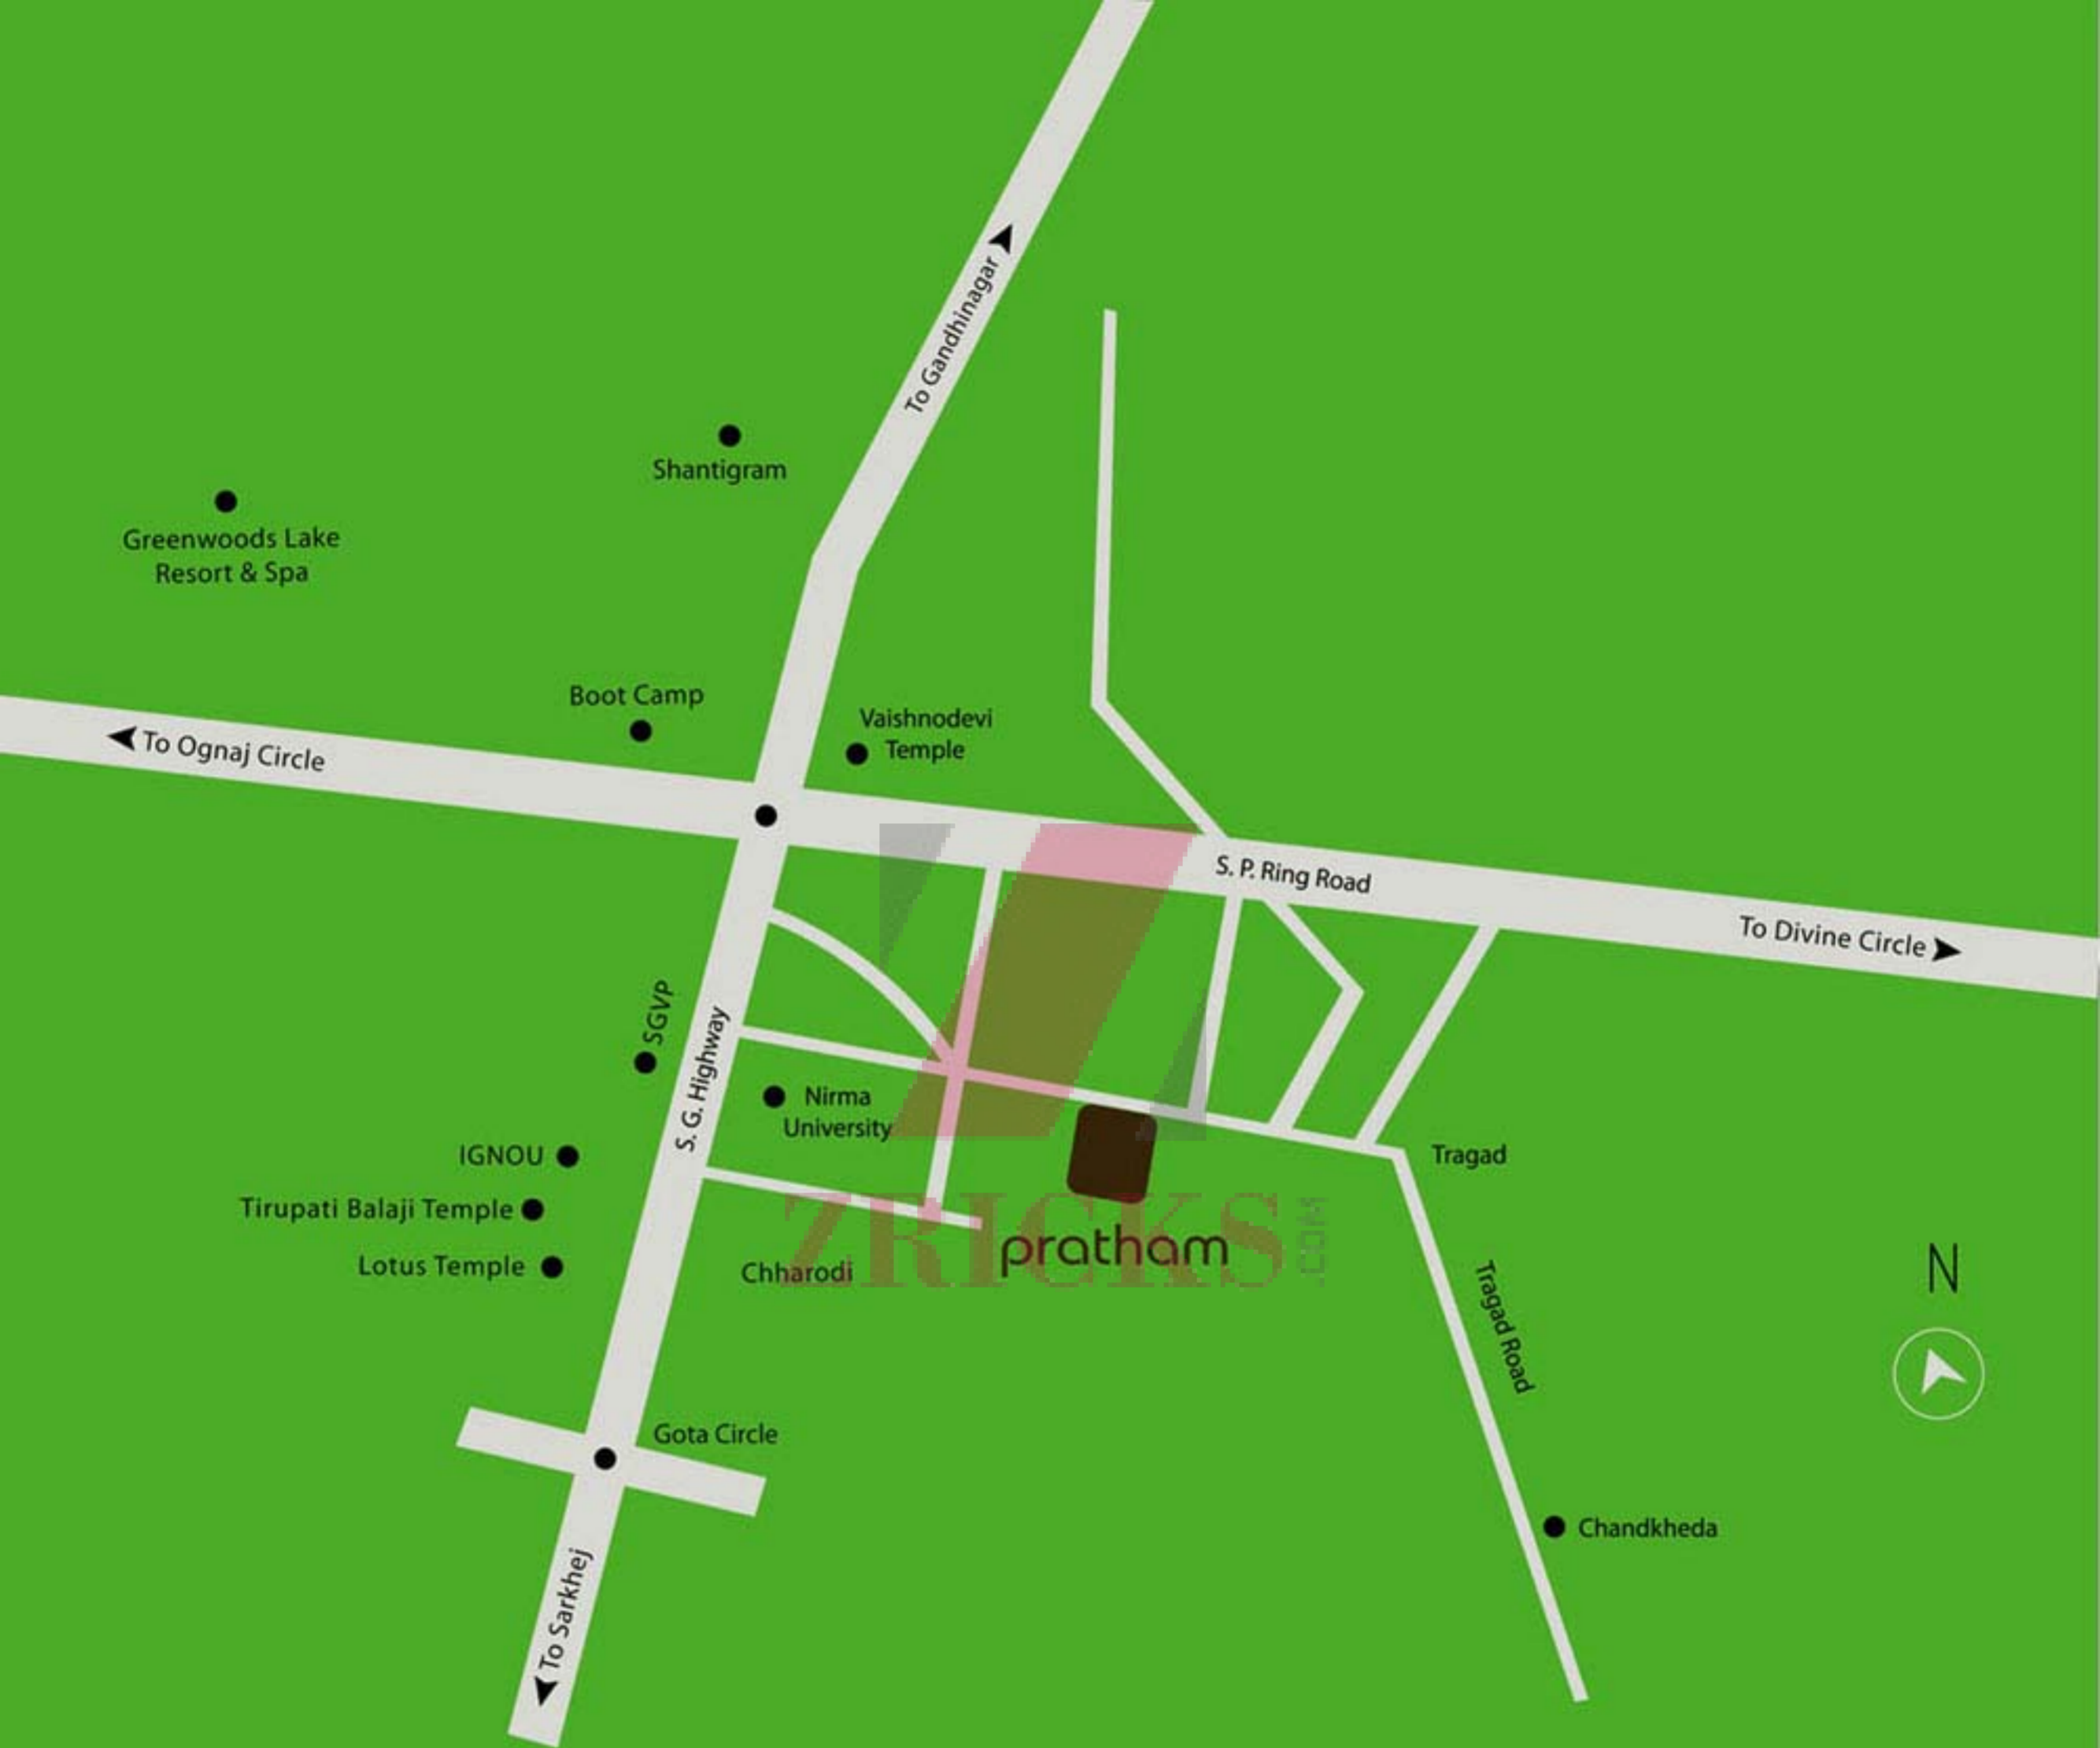 To Gandhinagar
Shantigram
Greenwoods Lake
Resort & Spa
Boot Camp
Vaishnodevi
Temple
To Ognaj Circle
S. P. Ring Road
To Divine Circle
SGVP
S. G. Highway
Nirma
University
IGNOU
Tragad
Tirupati Balaji Temple
Lotus Temple
ZRICKS
.COM
pratham
Chharodi
Tragad Road
N
Gota Circle
Chandkheda
To Sarkhej